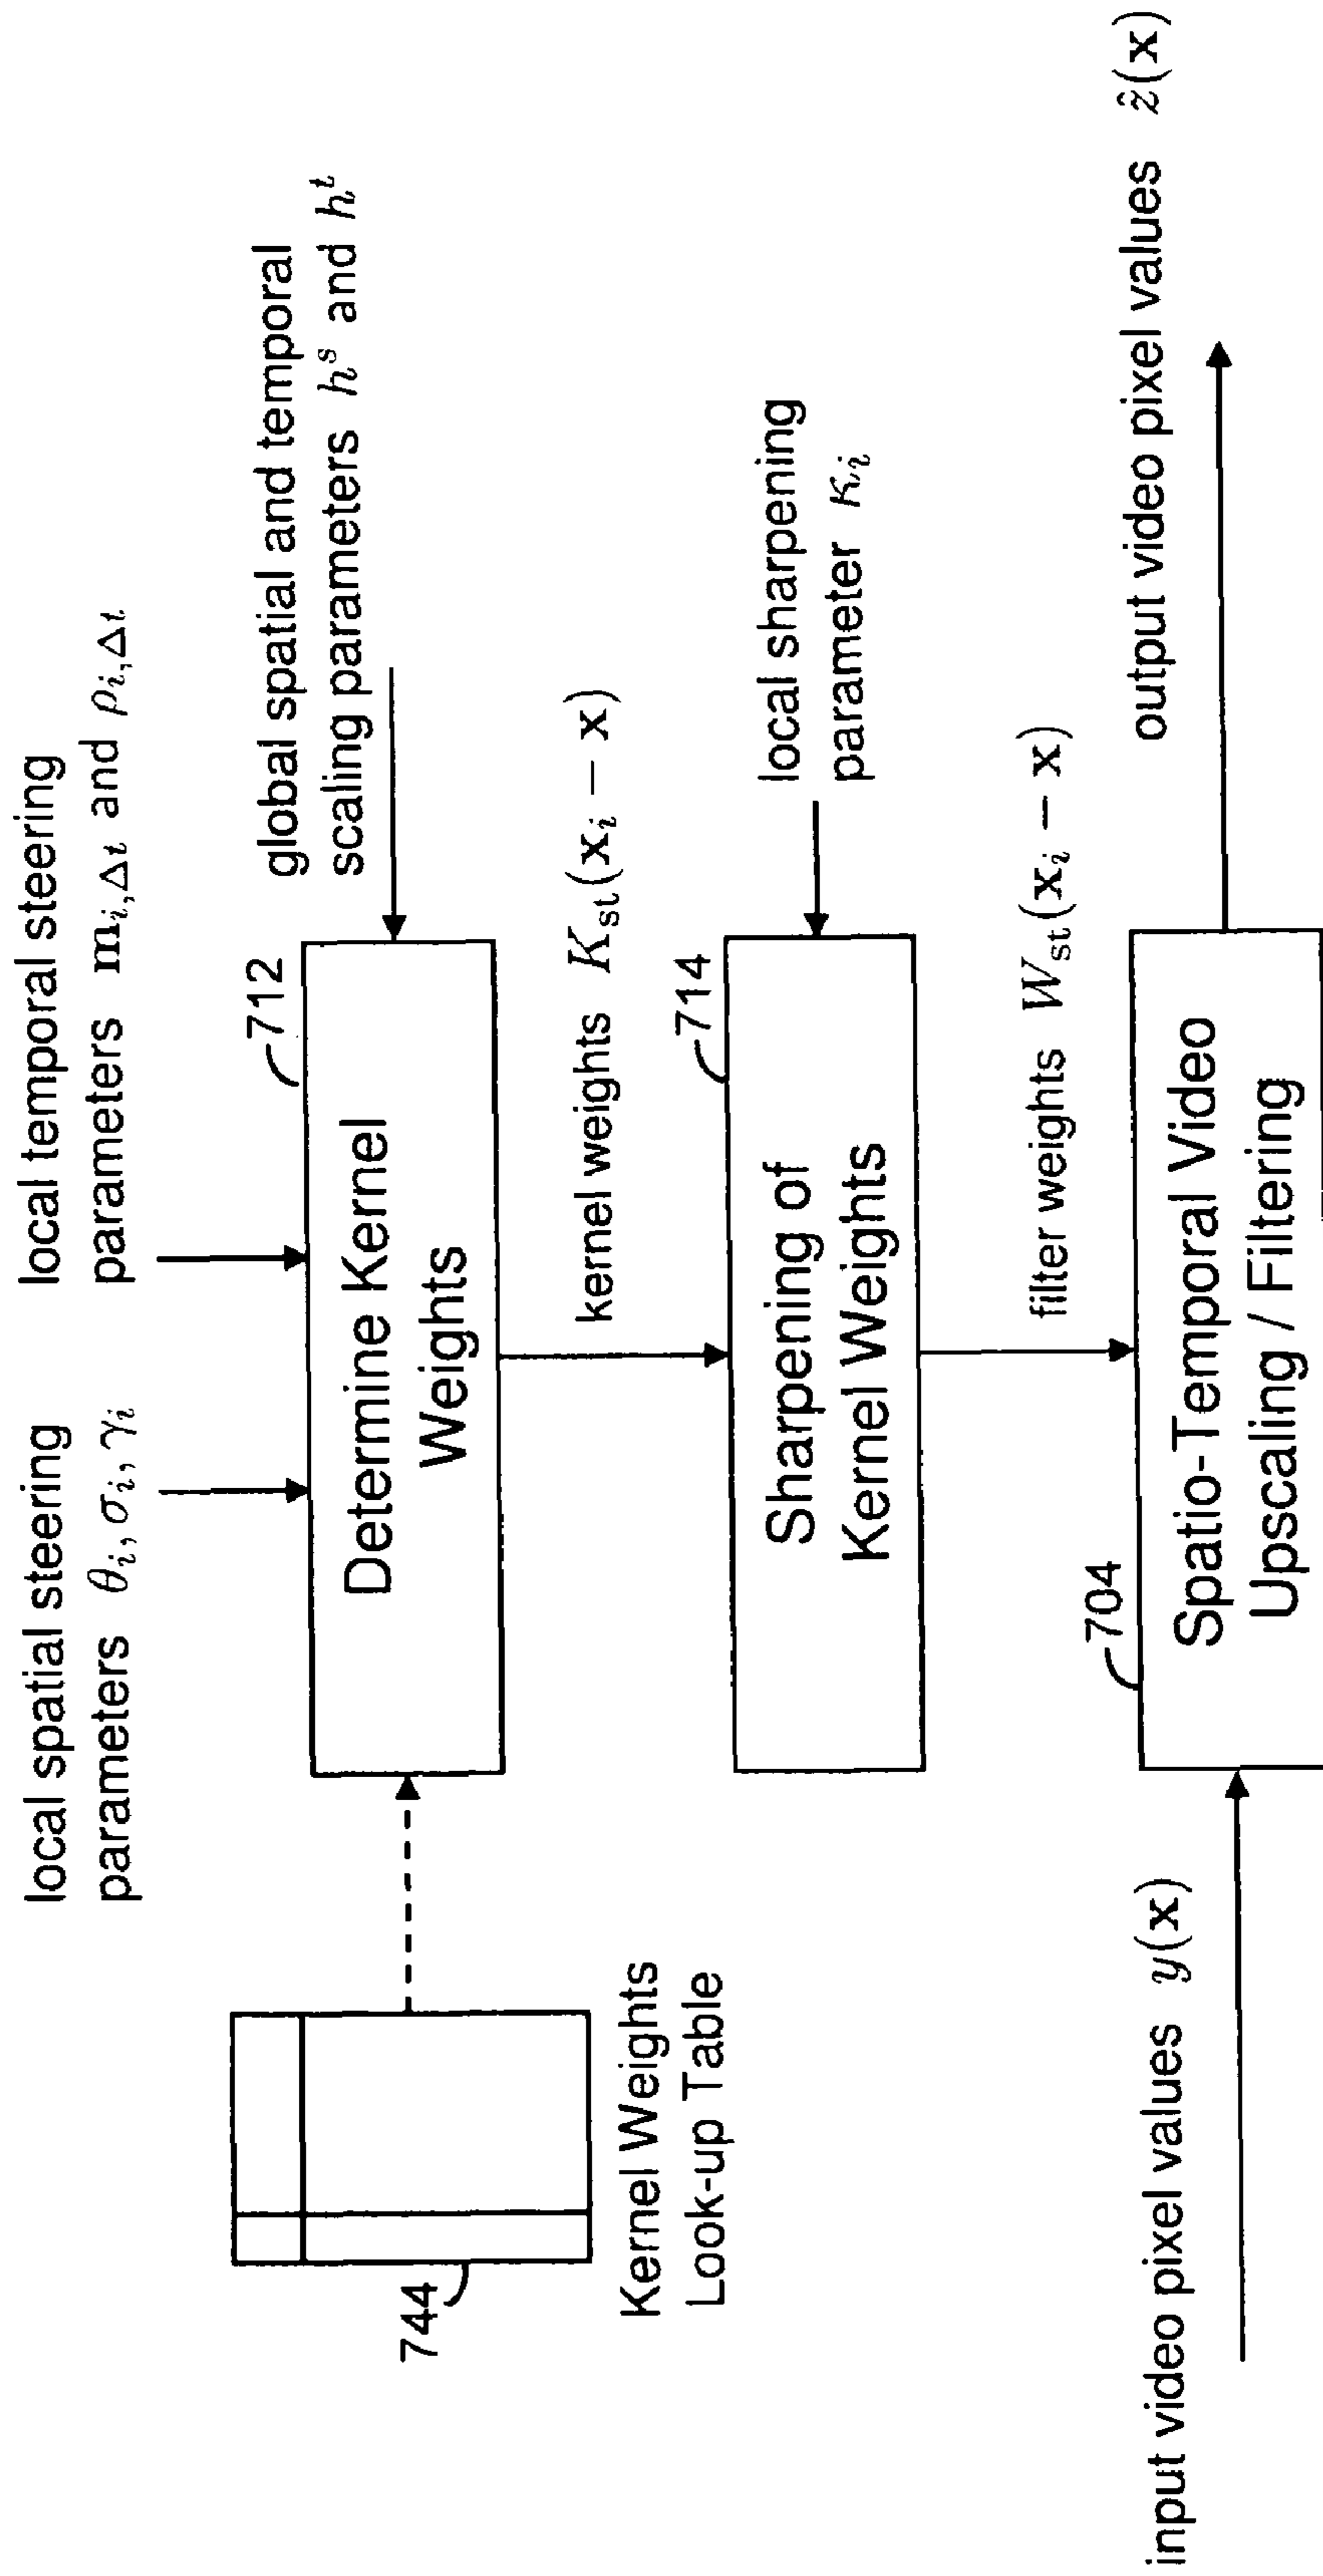 local spatial steering
parameters θ_i, σ_i, γ_i
local temporal steering
parameters m_{i,Δt} and ρ_{i,Δt}
global spatial and temporal
scaling parameters h^s and h^t
712
Determine Kernel
Weights
744
Kernel Weights
Look-up Table
kernel weights K_st(x_i − x)
local sharpening
parameter κ_i
714
Sharpening of
Kernel Weights
filter weights W_st(x_i − x)
704
Spatio-Temporal Video
Upscaling / Filtering
input video pixel values y(x)
output video pixel values ẑ(x)